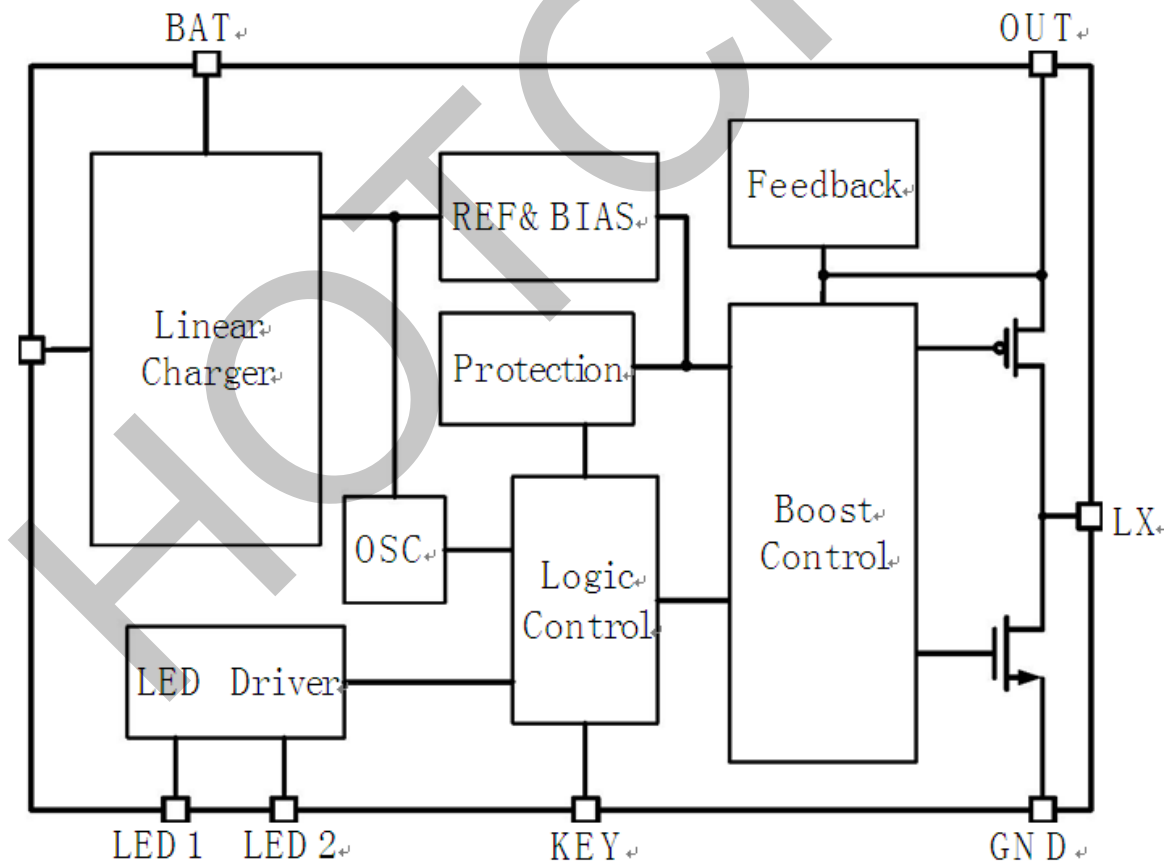 BAT
OUT
Feedback
REF& BIAS
Linear
Charger
Protection
Boost
Control
LX
OSC
Logic
Control
LED Driver
LED1
LED2
KEY
GND